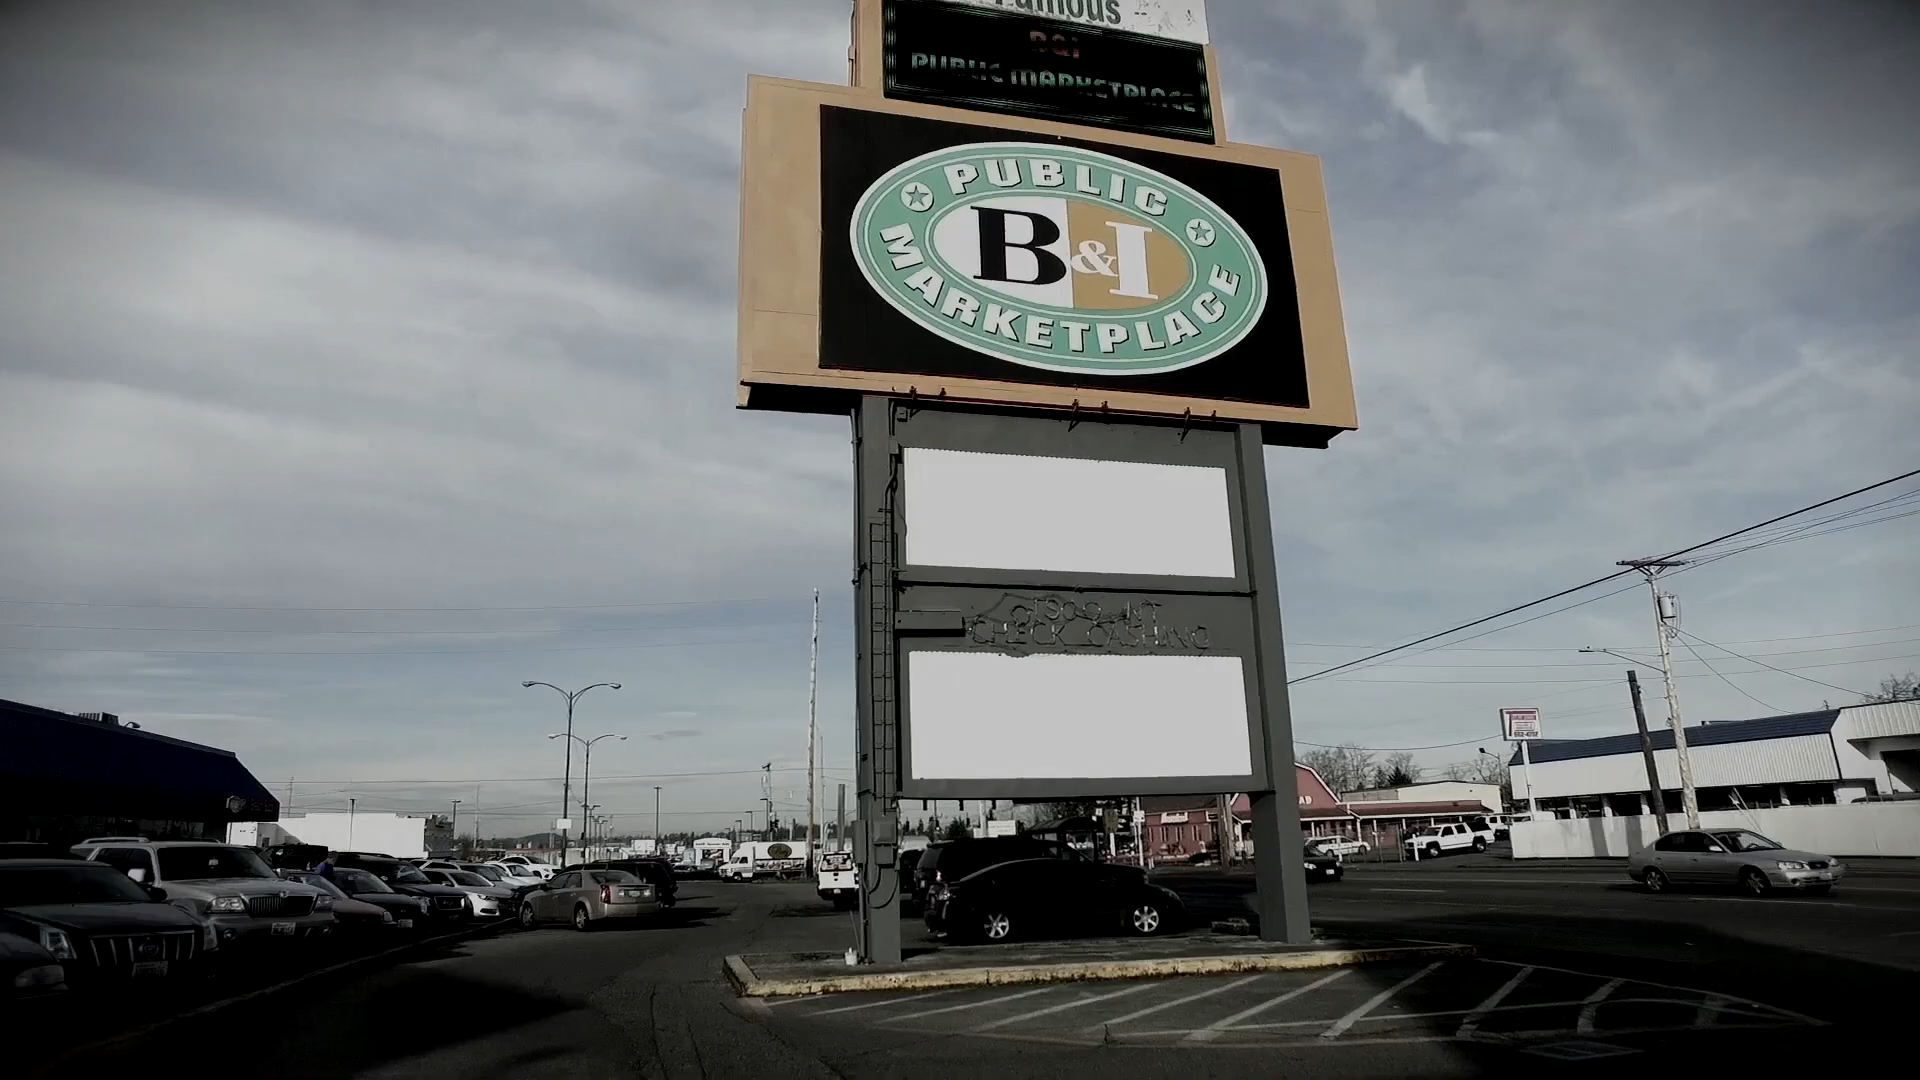 Famous
B&I
PUBLIC MARKETPLACE
PUBLIC
B&I
MARKETPLACE
CHECK CASHING